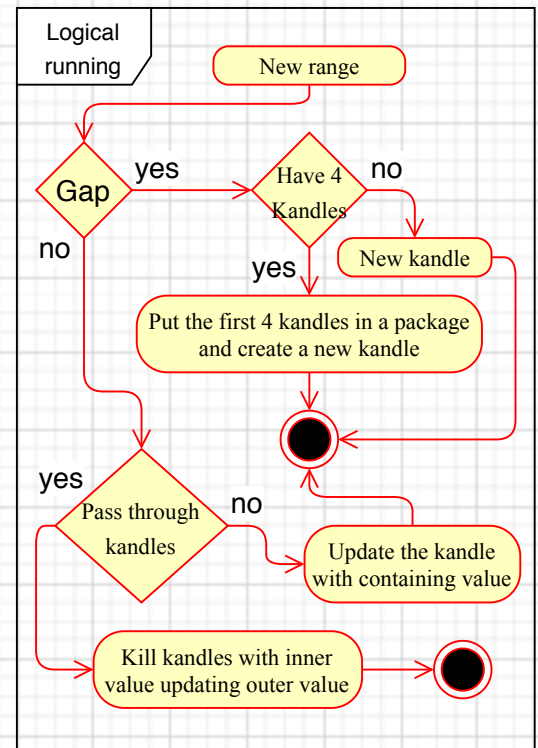 Logical
running
New range
Gap
yes
Have 4
Kandles
no
no
yes
New kandle
Put the first 4 kandles in a package
and create a new kandle
yes
Pass through
kandles
no
Update the kandle
with containing value
Kill kandles with inner
value updating outer value